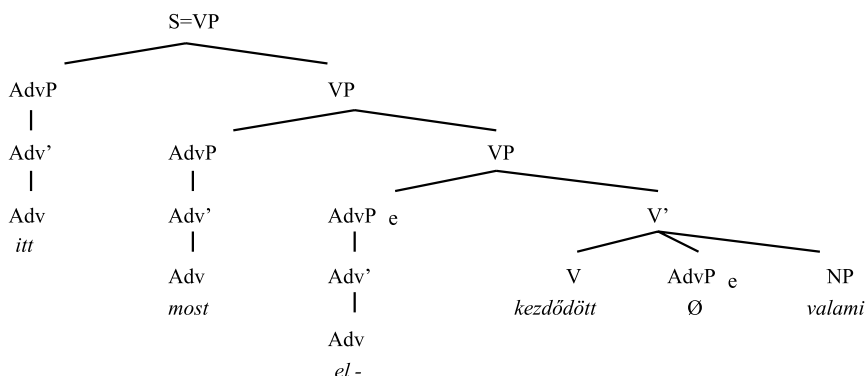 S=VP
AdvP VP
Adv’ AdvP VP
Adv Adv’ AdvP e V’
itt
Adv Adv’ V AdvP e NP
most kezdődött Ø valami
Adv
el -